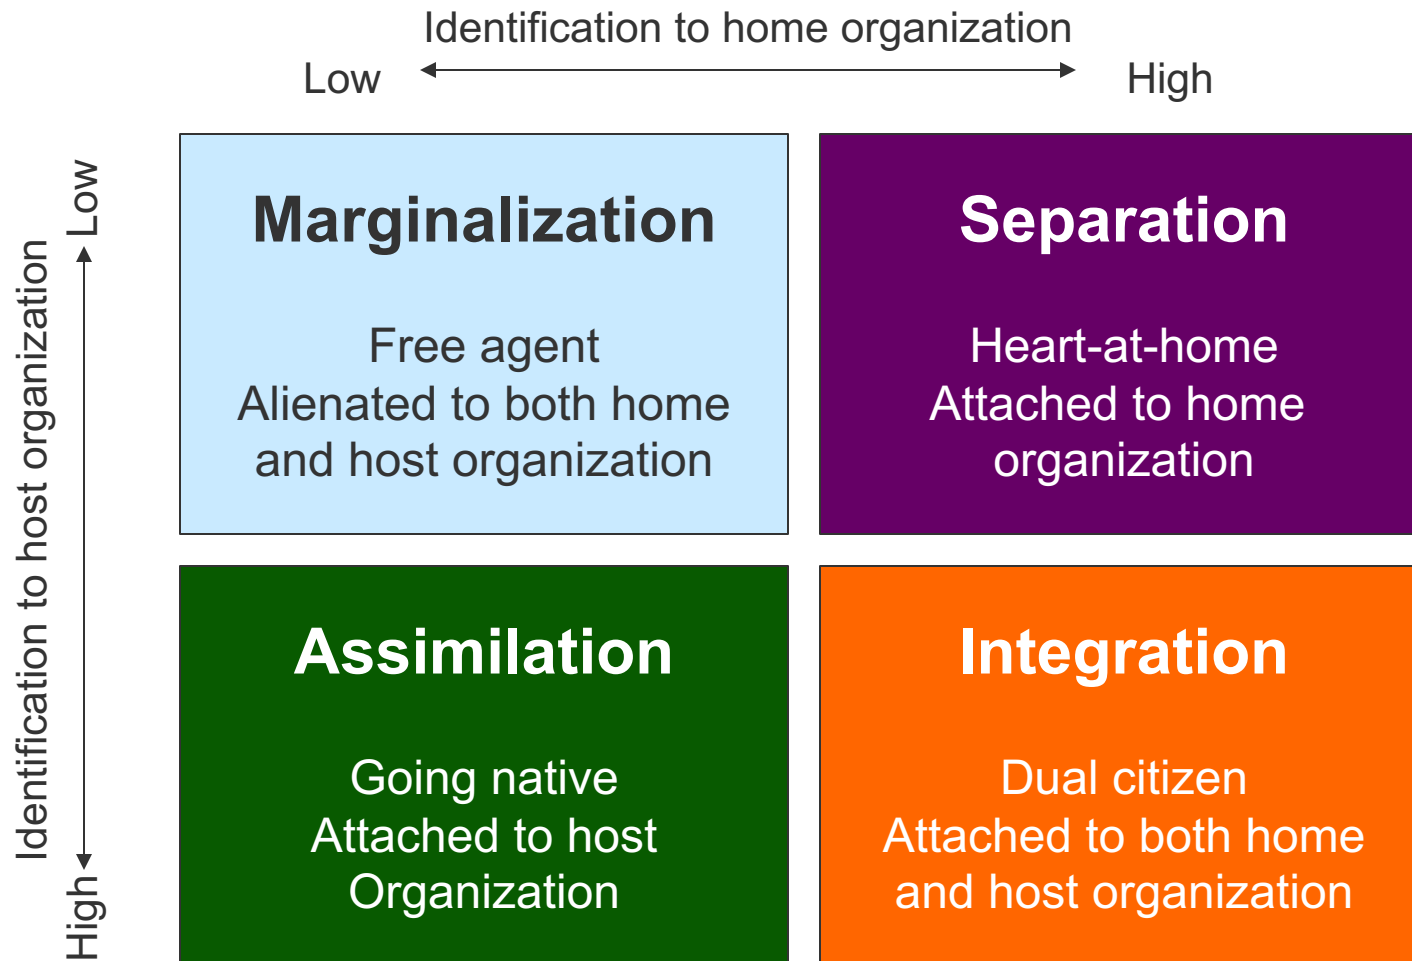 Identification to home organization
Low
High
Identification to host organization
Low
High
Marginalization
Free agent
Alienated to both home
and host organization
Separation
Heart-at-home
Attached to home
organization
Assimilation
Going native
Attached to host
Organization
Integration
Dual citizen
Attached to both home
and host organization